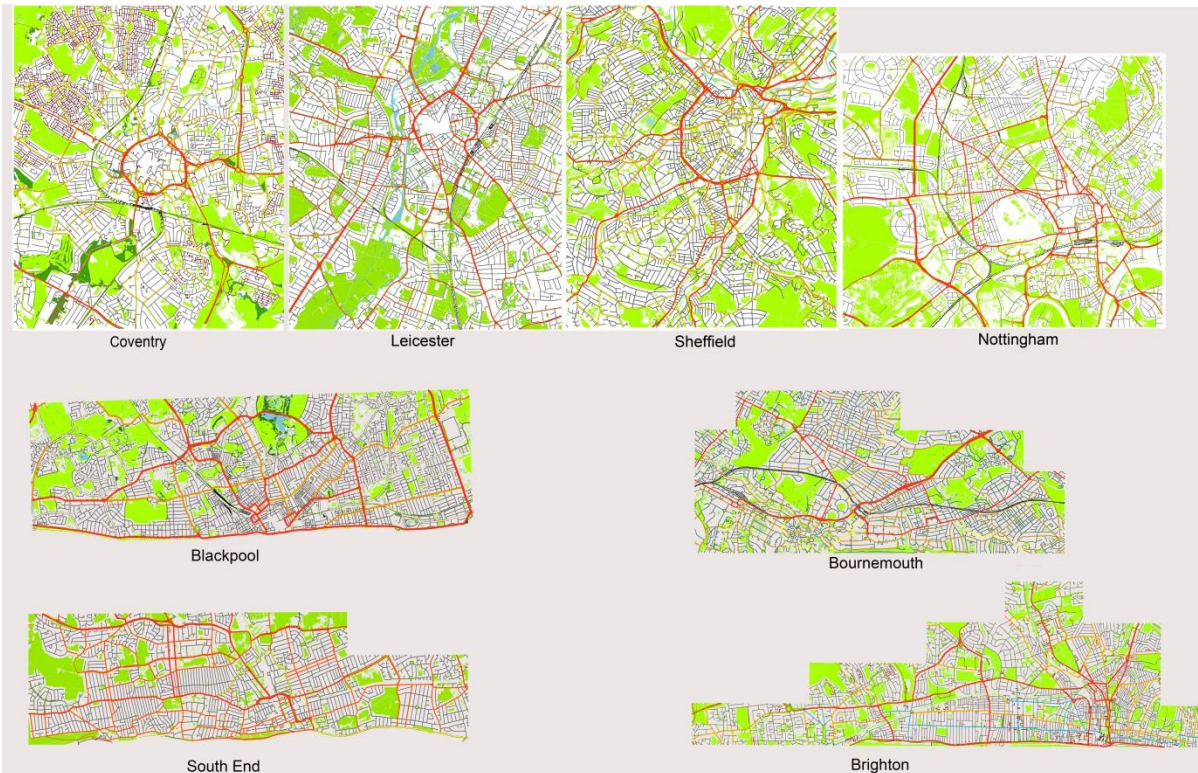 Coventry
Leicester
Sheffield
Nottingham
Blackpool
Bournemouth
South End
Brighton